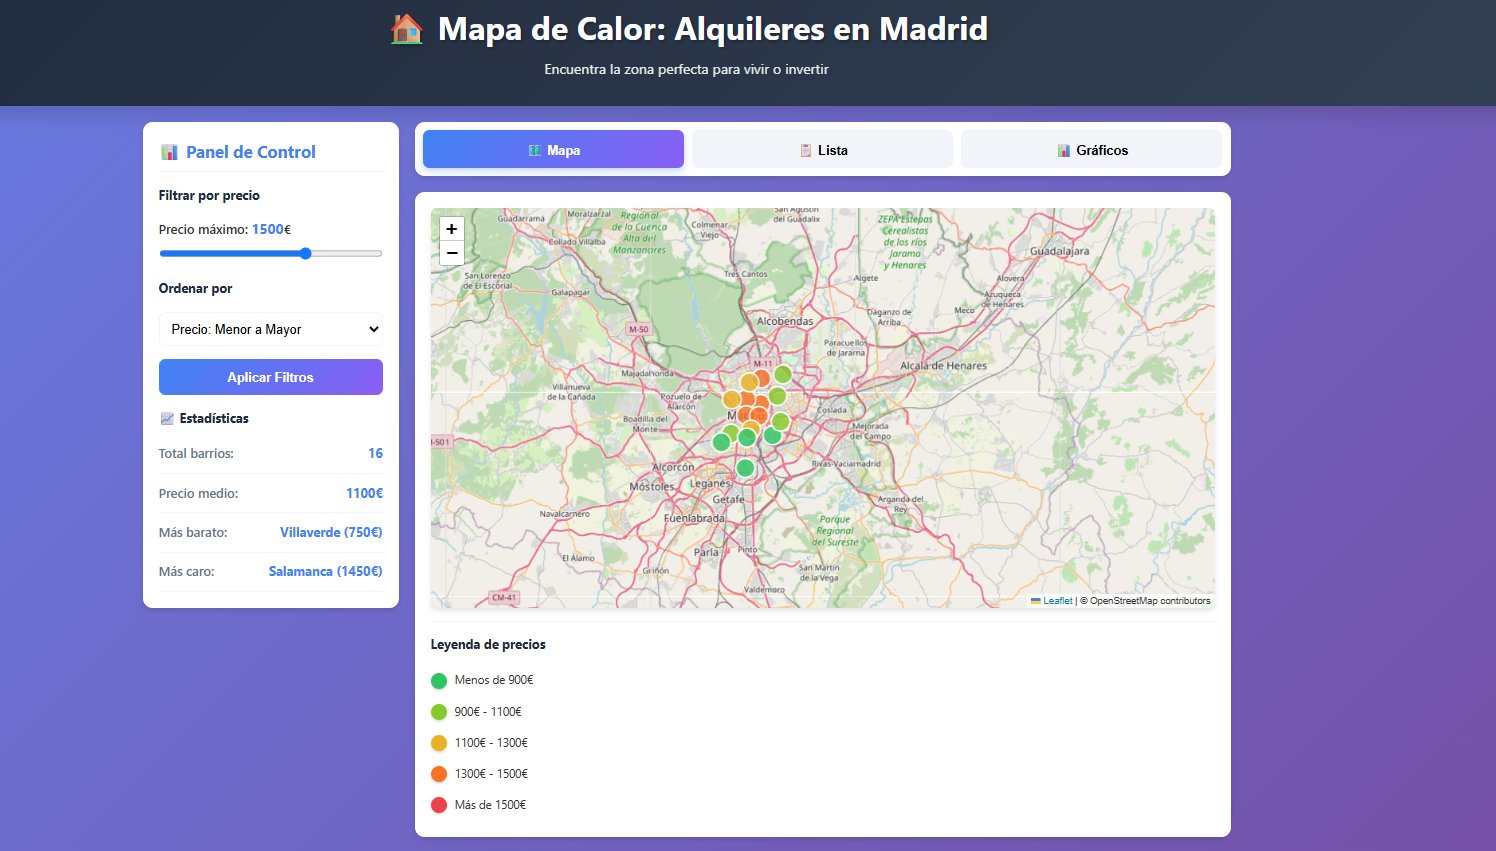 Mapa de Calor: Alquileres en Madrid
Encuentra la zona perfecta para vivir o invertir
Panel de Control
Filtrar por precio
Precio máximo: 1500€
Ordenar por
Precio: Menor a Mayor
Aplicar Filtros
Estadísticas
Total barrios: 16
Precio medio: 1100€
Más barato: Villaverde (750€)
Más caro: Salamanca (1450€)
Mapa
Lista
Gráficos
+
−
Guadarrama
Moralzarzal
Regional
de la Cuenca
Alta del
Manzanares
Colmenar
Viejo
San Agustín
del Guadalix
ZEPA Estepas
Cerealistas
de los ríos
Jarama
y Henares
Guadalajara
Collado Villalba
San Lorenzo
de El Escorial
Galapagar
Tres Cantos
Algete
Alovera
Azuqueca
de Henares
Meco
Daganzo de
Arriba
M-50
Alcobendas
Paracuellos
de Jarama
M-11
Alcalá de Henares
Majadahonda
Villanueva
de la Cañada
Pozuelo de
Alarcón
Boadilla del
Monte
Coslada
Mejorada
del Campo
-501
Alcorcón
Rivas-Vaciamadrid
Móstoles
Leganés
Getafe
Arganda del
Rey
Navalcarnero
Fuenlabrada
Parque
Regional
del Sureste
Parla
Pinto
El Álamo
Griñón
San Martín
de la Vega
Valdemoro
CM-41
Leaflet | © OpenStreetMap contributors
Leyenda de precios
Menos de 900€
900€ - 1100€
1100€ - 1300€
1300€ - 1500€
Más de 1500€